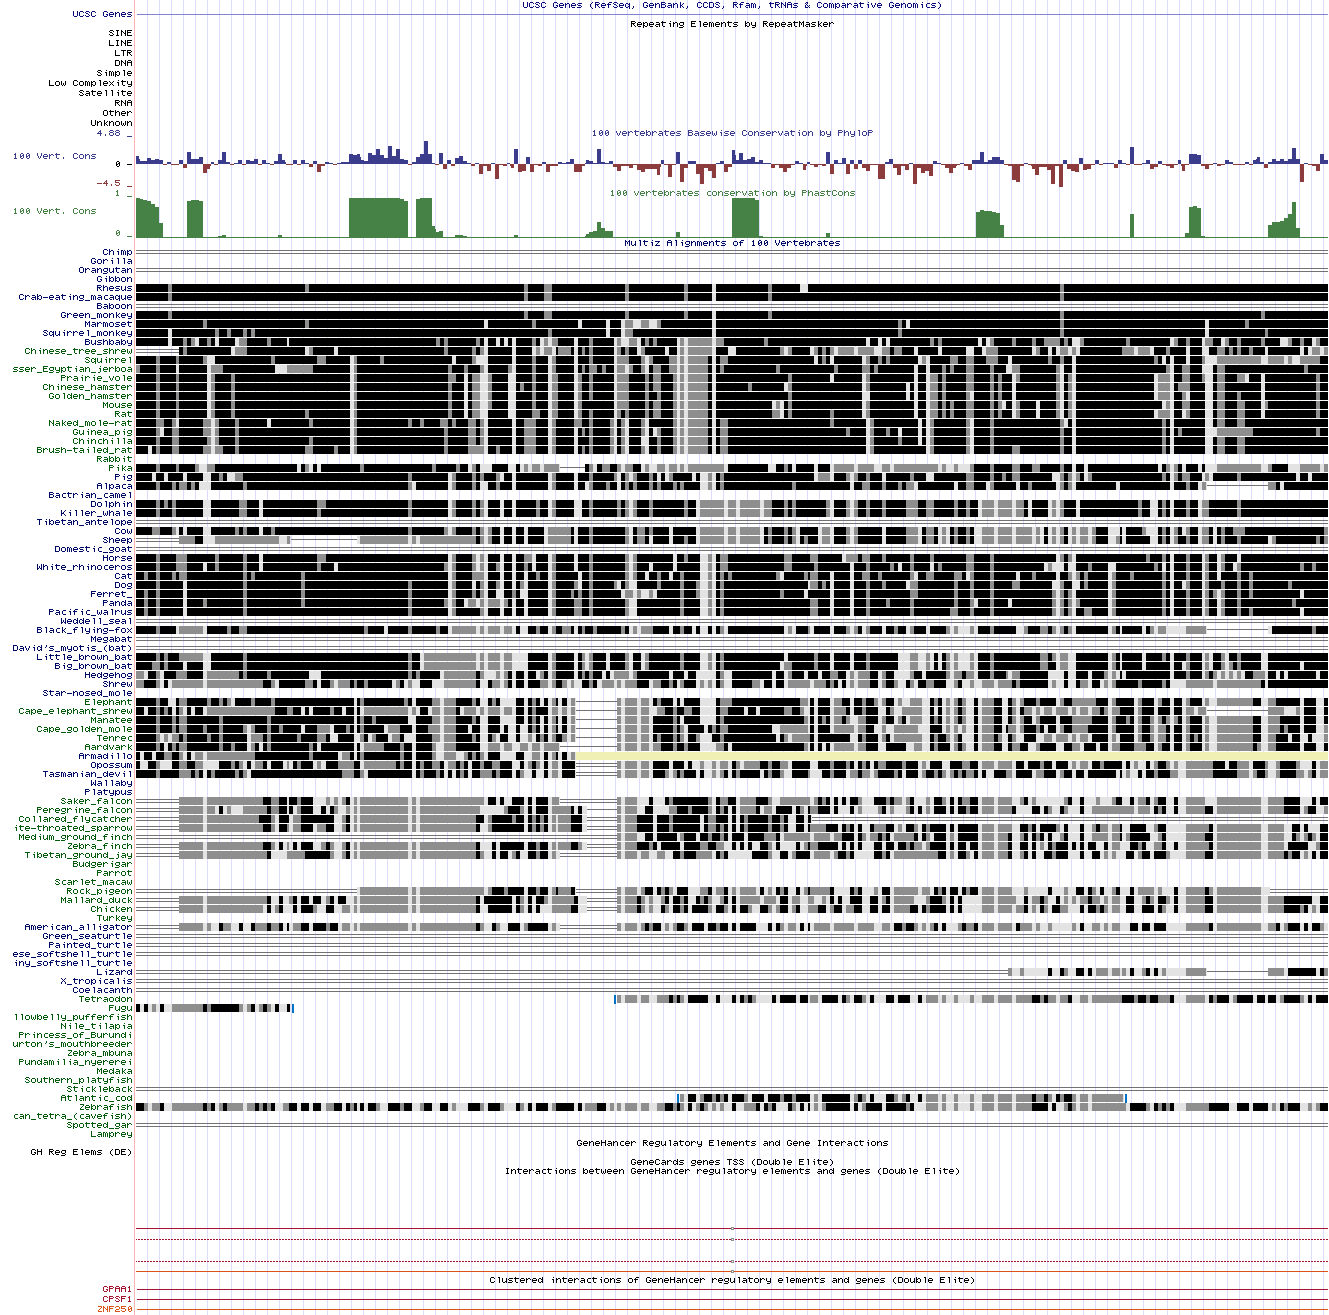 UCSC Genes (RefSeq, GenBank, CCDS, Rfam, tRNAs & Comparative Genomics)
UCSC Genes
Repeating Elements by RepeatMasker
SINE
LINE
LTR
DNA
Simple
Low Complexity
Satellite
RNA
Other
Unknown
4.88 _
100 vertebrates Basewise Conservation by PhyloP
100 Vert. Cons
0 _
-4.5 _
100 vertebrates conservation by PhastCons
1 _
100 Vert. Cons
0 _
Multiz Alignments of 100 Vertebrates
Chimp
Gorilla
Orangutan
Gibbon
Rhesus
Crab-eating_macaque
Baboon
Green_monkey
Marmoset
Squirrel_monkey
Bushbaby
Chinese_tree_shrew
Squirrel
sser_Egyptian_jerboa
Prairie_vole
Chinese_hamster
Golden_hamster
Mouse
Rat
Naked_mole-rat
Guinea_pig
Chinchilla
Brush-tailed_rat
Rabbit
Pika
Pig
Alpaca
Bactrian_camel
Dolphin
Killer_whale
Tibetan_antelope
Cow
Sheep
Domestic_goat
Horse
White_rhinoceros
Cat
Dog
Ferret_
Panda
Pacific_walrus
Weddell_seal
Black_flying-fox
Megabat
David's_myotis_(bat)
Little_brown_bat
Big_brown_bat
Hedgehog
Shrew
Star-nosed_mole
Elephant
Cape_elephant_shrew
Manatee
Cape_golden_mole
Tenrec
Aardvark
Armadillo
Opossum
Tasmanian_devil
Wallaby
Platypus
Saker_falcon
Peregrine_falcon
Collared_flycatcher
ite-throated_sparrow
Medium_ground_finch
Zebra_finch
Tibetan_ground_jay
Budgerigar
Parrot
Scarlet_macaw
Rock_pigeon
Mallard_duck
Chicken
Turkey
American_alligator
Green_seaturtle
Painted_turtle
ese_softshell_turtle
iny_softshell_turtle
Lizard
X_tropicalis
Coelacanth
Tetraodon
Fugu
llowbelly_pufferfish
Nile_tilapia
Princess_of_Burundi
urton's_mouthbreeder
Zebra_mbuna
Pundamilia_nyererei
Medaka
Southern_platyfish
Stickleback
Atlantic_cod
Zebrafish
can_tetra_(cavefish)
Spotted_gar
Lamprey
GeneHancer Regulatory Elements and Gene Interactions
GH Reg Elems (DE)
GeneCards genes TSS (Double Elite)
Interactions between GeneHancer regulatory elements and genes (Double Elite)
Clustered interactions of GeneHancer regulatory elements and genes (Double Elite)
GPAA1
CPSF1
ZNF250